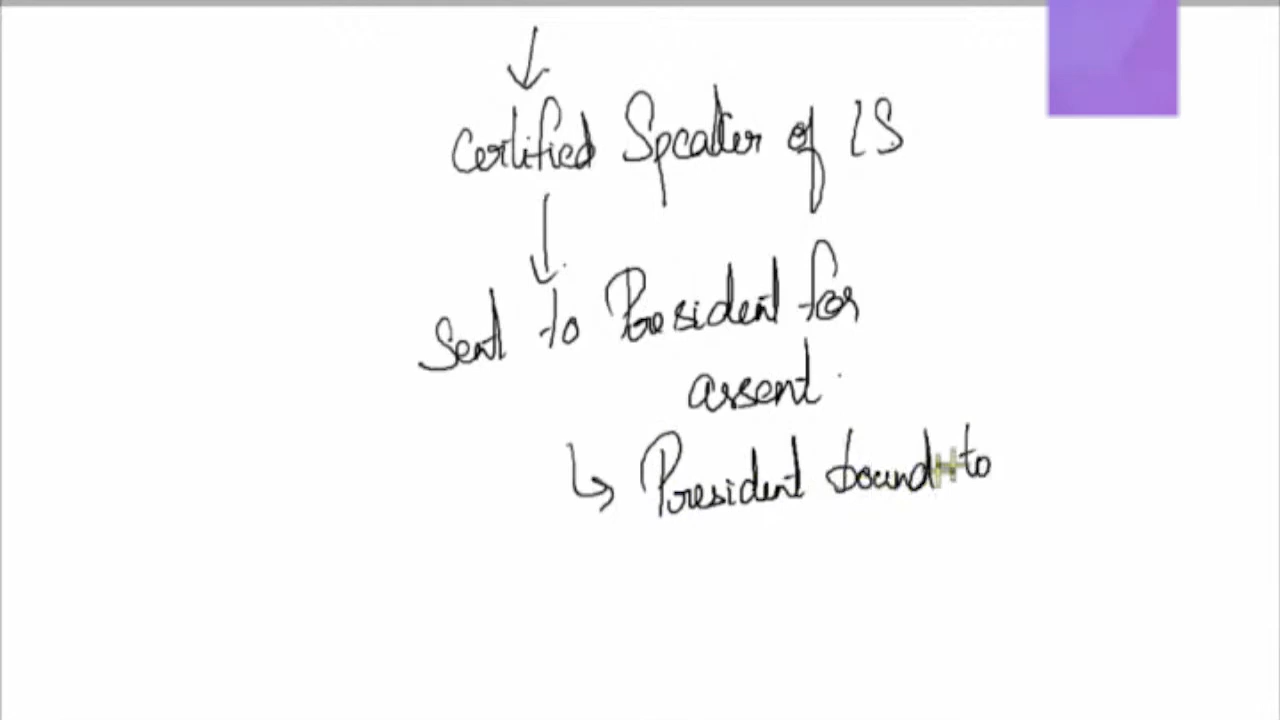 Certified Speaker of LS
Sent to President for
assent.
President bound to